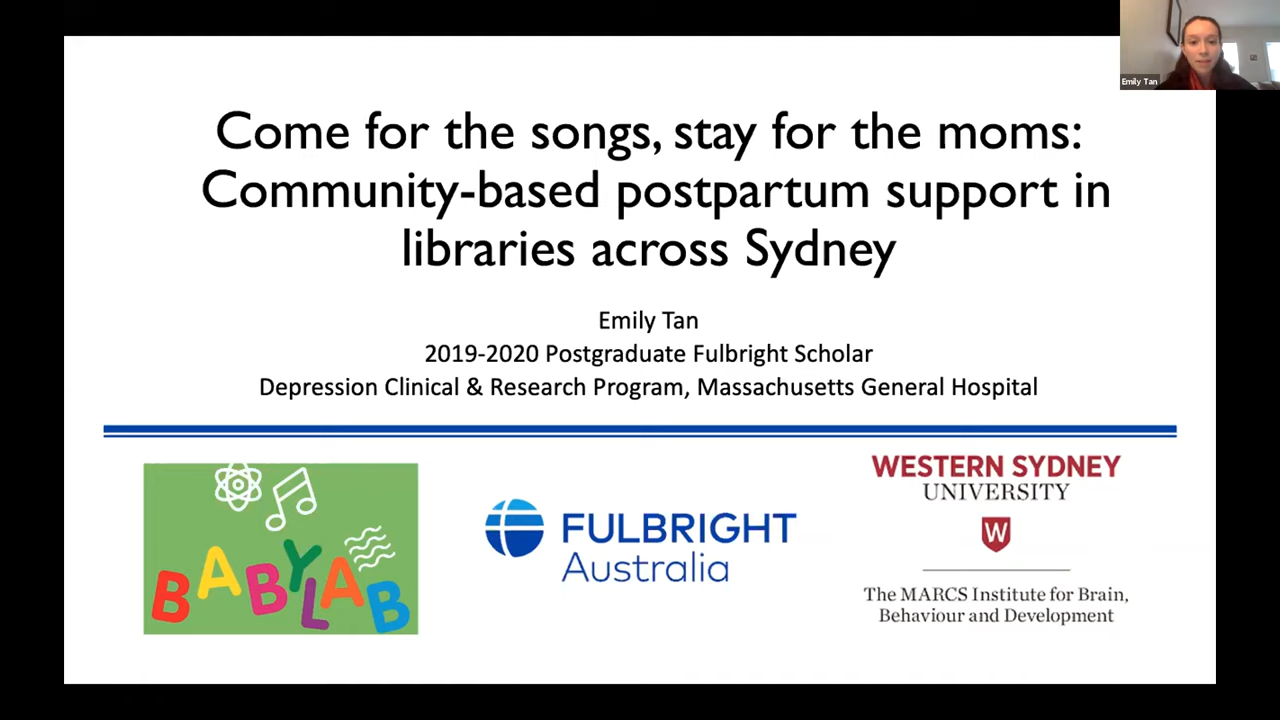 Emily Tan
Come for the songs, stay for the moms:
Community-based postpartum support in
libraries across Sydney
Emily Tan
2019-2020 Postgraduate Fulbright Scholar
Depression Clinical & Research Program, Massachusetts General Hospital
BABYLAB
FULBRIGHT
Australia
WESTERN SYDNEY
UNIVERSITY
W
The MARCS Institute for Brain,
Behaviour and Development